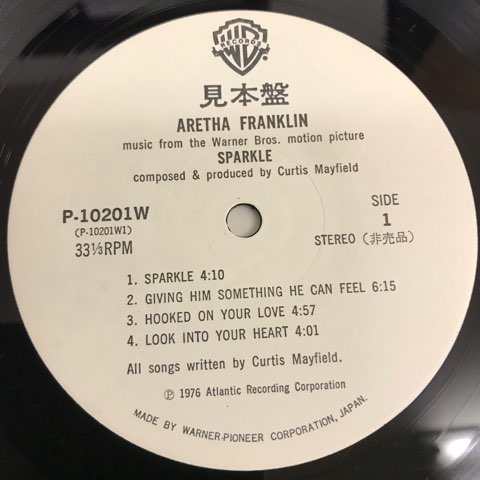 WB
RECORDS
見本盤
ARETHA FRANKLIN
music from the Warner Bros. motion picture
SPARKLE
composed & produced by Curtis Mayfield
P-10201W
(P-10201W1)
33⅓RPM
SIDE
1
STEREO (非売品)
1. SPARKLE 4:10
2. GIVING HIM SOMETHING HE CAN FEEL 6:15
3. HOOKED ON YOUR LOVE 4:57
4. LOOK INTO YOUR HEART 4:01
All songs written by Curtis Mayfield.
Ⓟ 1976 Atlantic Recording Corporation
MADE BY WARNER-PIONEER CORPORATION, JAPAN.